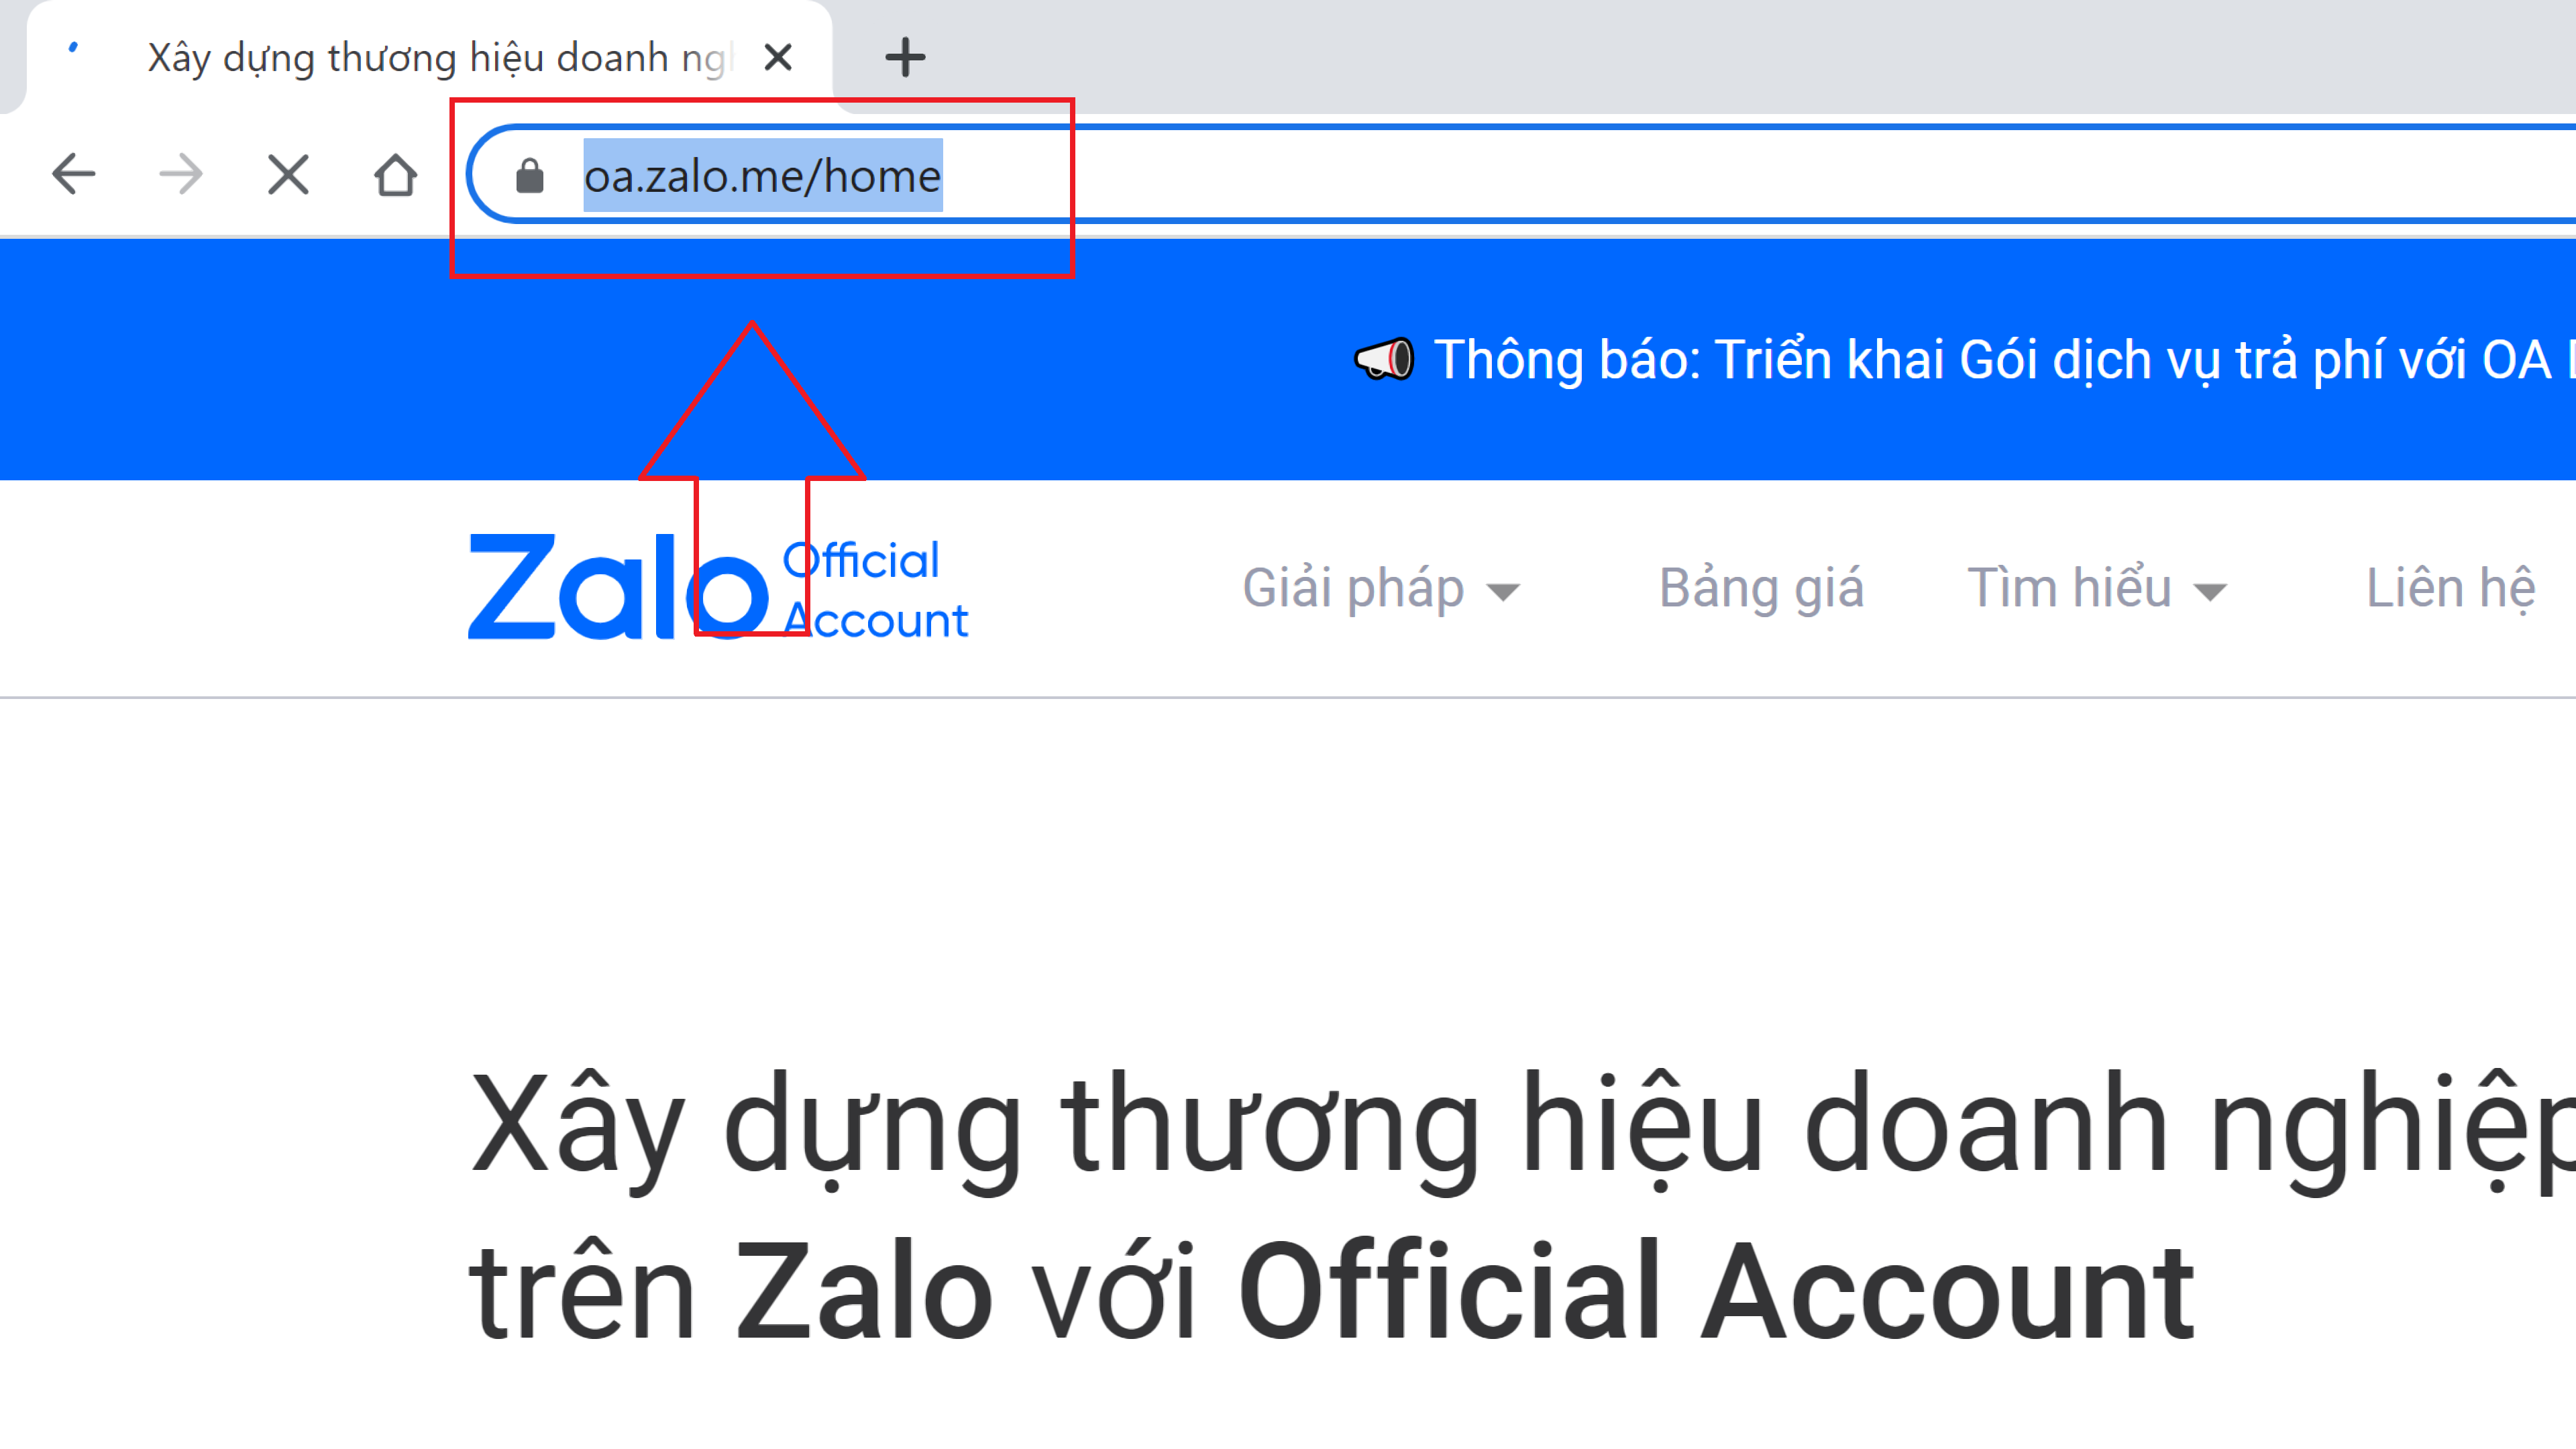 Xây dựng thương hiệu doanh
oa.zalo.me/home
Thông báo: Triển khai Gói dịch vụ trả phí với OA
Zalo Official Account
Giải pháp
Bảng giá
Tìm hiểu
Liên hệ
Xây dựng thương hiệu doanh nghiệp
trên Zalo với Official Account